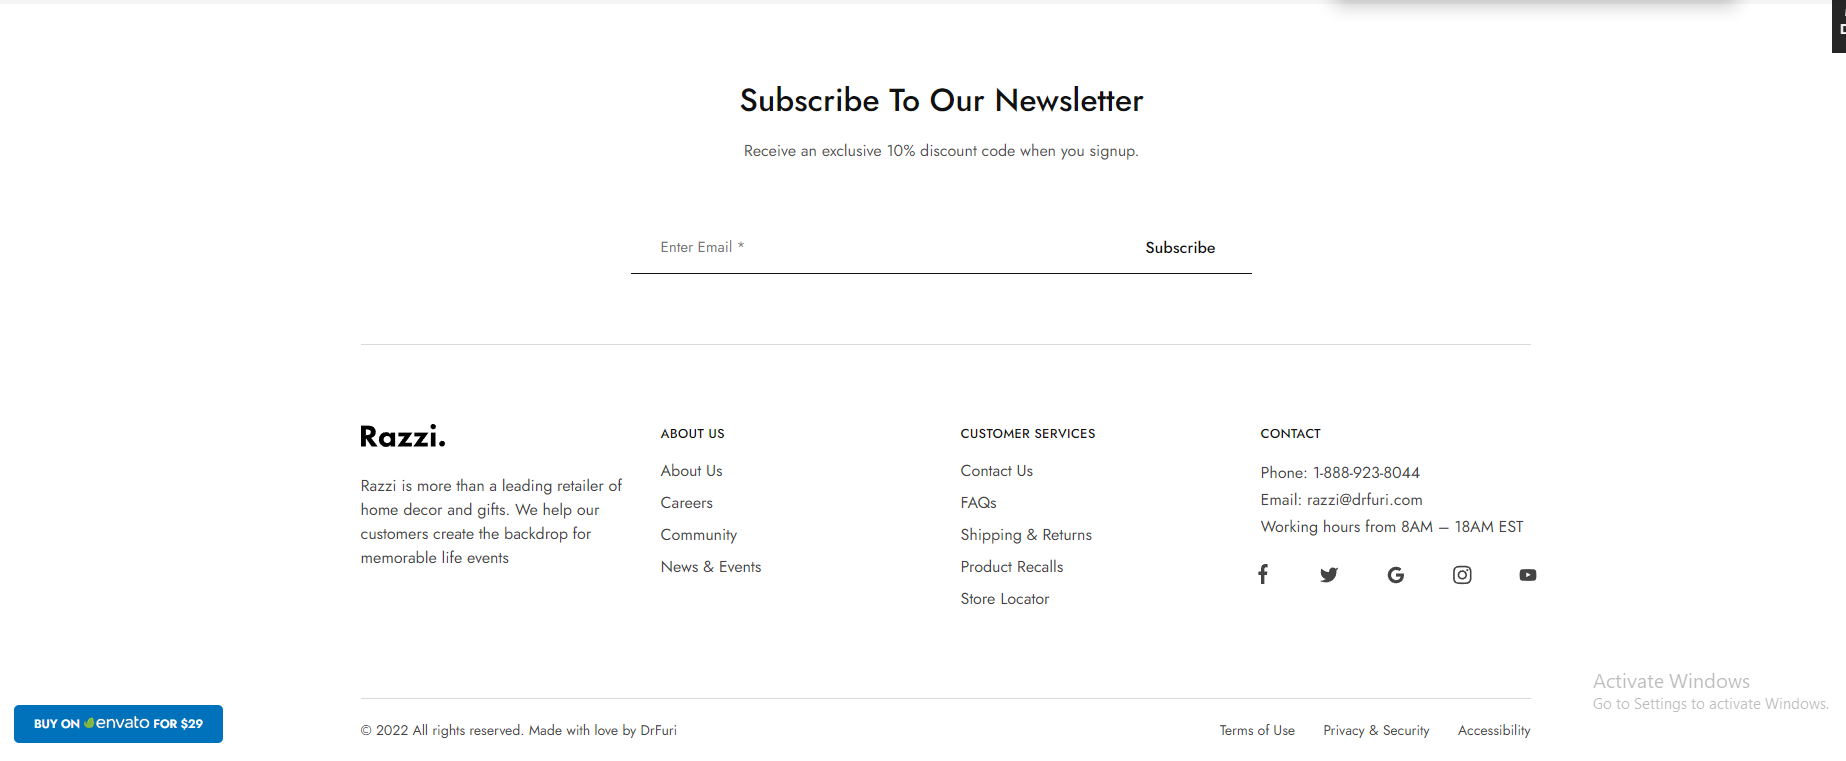 D
Subscribe To Our Newsletter
Receive an exclusive 10% discount code when you signup.
Enter Email *
Subscribe
Razzi.
Razzi is more than a leading retailer of
home decor and gifts. We help our
customers create the backdrop for
memorable life events
ABOUT US
About Us
Careers
Community
News & Events
CUSTOMER SERVICES
Contact Us
FAQs
Shipping & Returns
Product Recalls
Store Locator
CONTACT
Phone: 1-888-923-8044
Email: razzi@drfuri.com
Working hours from 8AM – 18AM EST
Activate Windows
Go to Settings to activate Windows.
BUY ON envato FOR $29
© 2022 All rights reserved. Made with love by DrFuri
Terms of Use
Privacy & Security
Accessibility